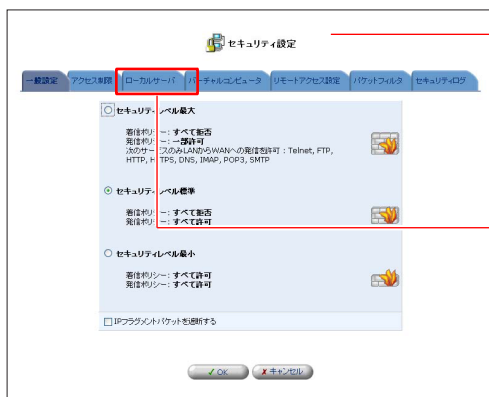 セキュリティ設定
一般設定 アクセス制限 ローカルサーバ バーチャルコンピュータ リモートアクセス設定 パケットフィルタ セキュリティログ
セキュリティレベル最大
着信ポリシー: すべて拒否
発信ポリシー: 一部許可
次のサービスのみLANからWANへの発信を許可 : Telnet, FTP,
HTTP, HTTPS, DNS, IMAP, POP3, SMTP
セキュリティレベル標準
着信ポリシー: すべて拒否
発信ポリシー: すべて許可
セキュリティレベル最小
着信ポリシー: すべて許可
発信ポリシー: すべて許可
IPフラグメントパケットを遮断する
OK キャンセル